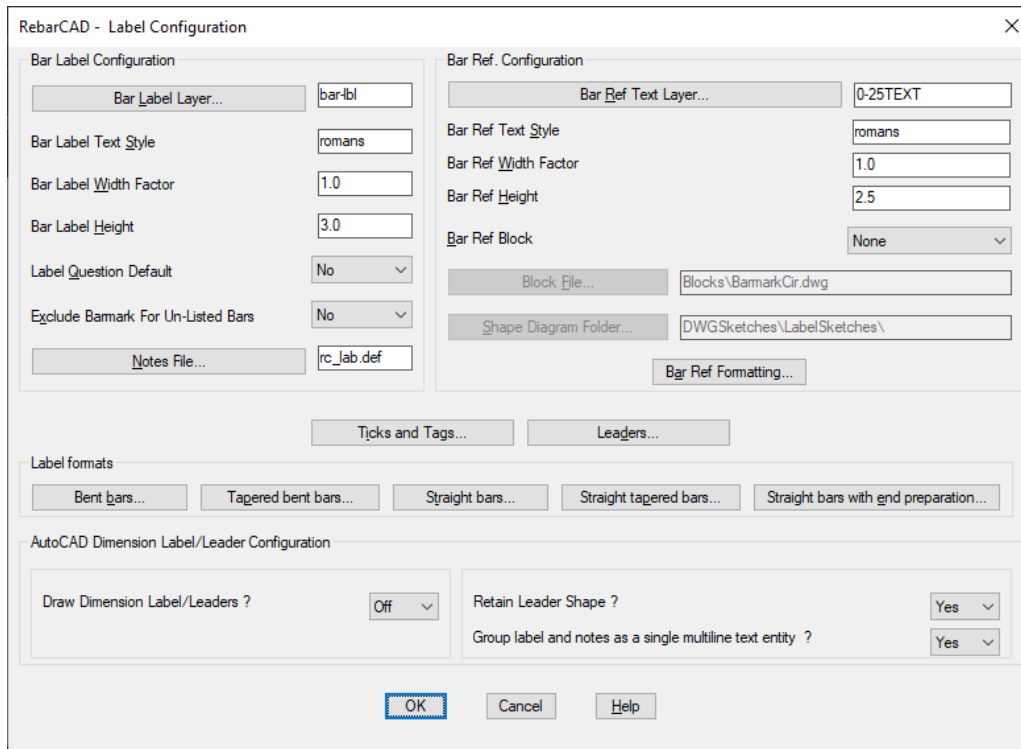 RebarCAD - Label Configuration
Bar Label Configuration
Bar Label Layer...
bar-lbl
Bar Label Text Style
romans
Bar Label Width Factor
1.0
Bar Label Height
3.0
Label Question Default
No
Exclude Barmark For Un-Listed Bars
No
Notes File...
rc_lab.def
Bar Ref. Configuration
Bar Ref Text Layer...
0-25TEXT
Bar Ref Text Style
romans
Bar Ref Width Factor
1.0
Bar Ref Height
2.5
Bar Ref Block
None
Block File...
Blocks\BarmarkCir.dwg
Shape Diagram Folder...
DWGSketches\LabelSketches\
Bar Ref Formatting...
Ticks and Tags...
Leaders...
Label formats
Bent bars...
Tapered bent bars...
Straight bars...
Straight tapered bars...
Straight bars with end preparation...
AutoCAD Dimension Label/Leader Configuration
Draw Dimension Label/Leaders ?
Off
Retain Leader Shape ?
Yes
Group label and notes as a single multiline text entity ?
Yes
OK
Cancel
Help